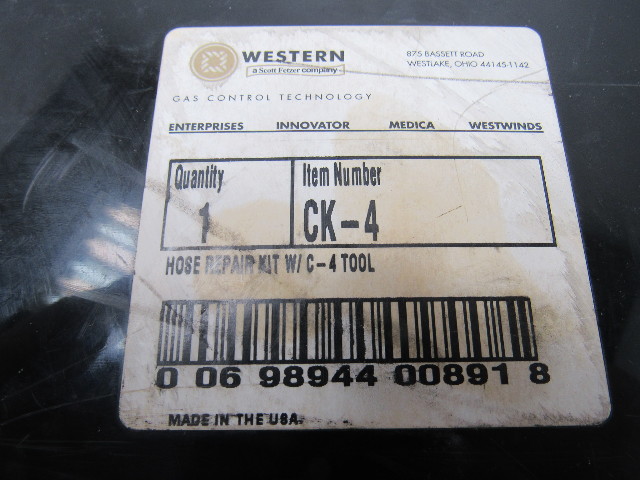 WESTERN
a Scott Fetzer company
875 BASSETT ROAD
WESTLAKE, OHIO 44145-1142
GAS CONTROL TECHNOLOGY
ENTERPRISES INNOVATOR MEDICA WESTWINDS
Quantity Item Number
1 CK-4
HOSE REPAIR KIT W/ C-4 TOOL
0 06 98944 00891 8
MADE IN THE USA.